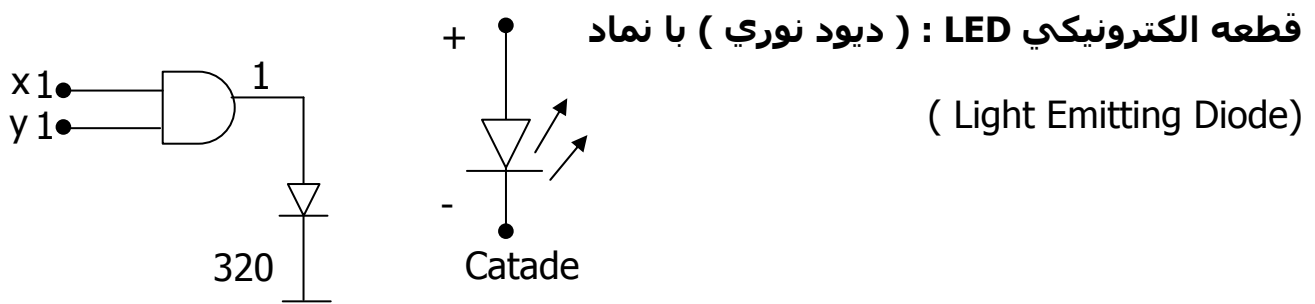 قطعه الكترونيكي LED : ( ديود نوري ) با نماد
( Light Emitting Diode)
+
-
Catade
x 1
y 1
1
320